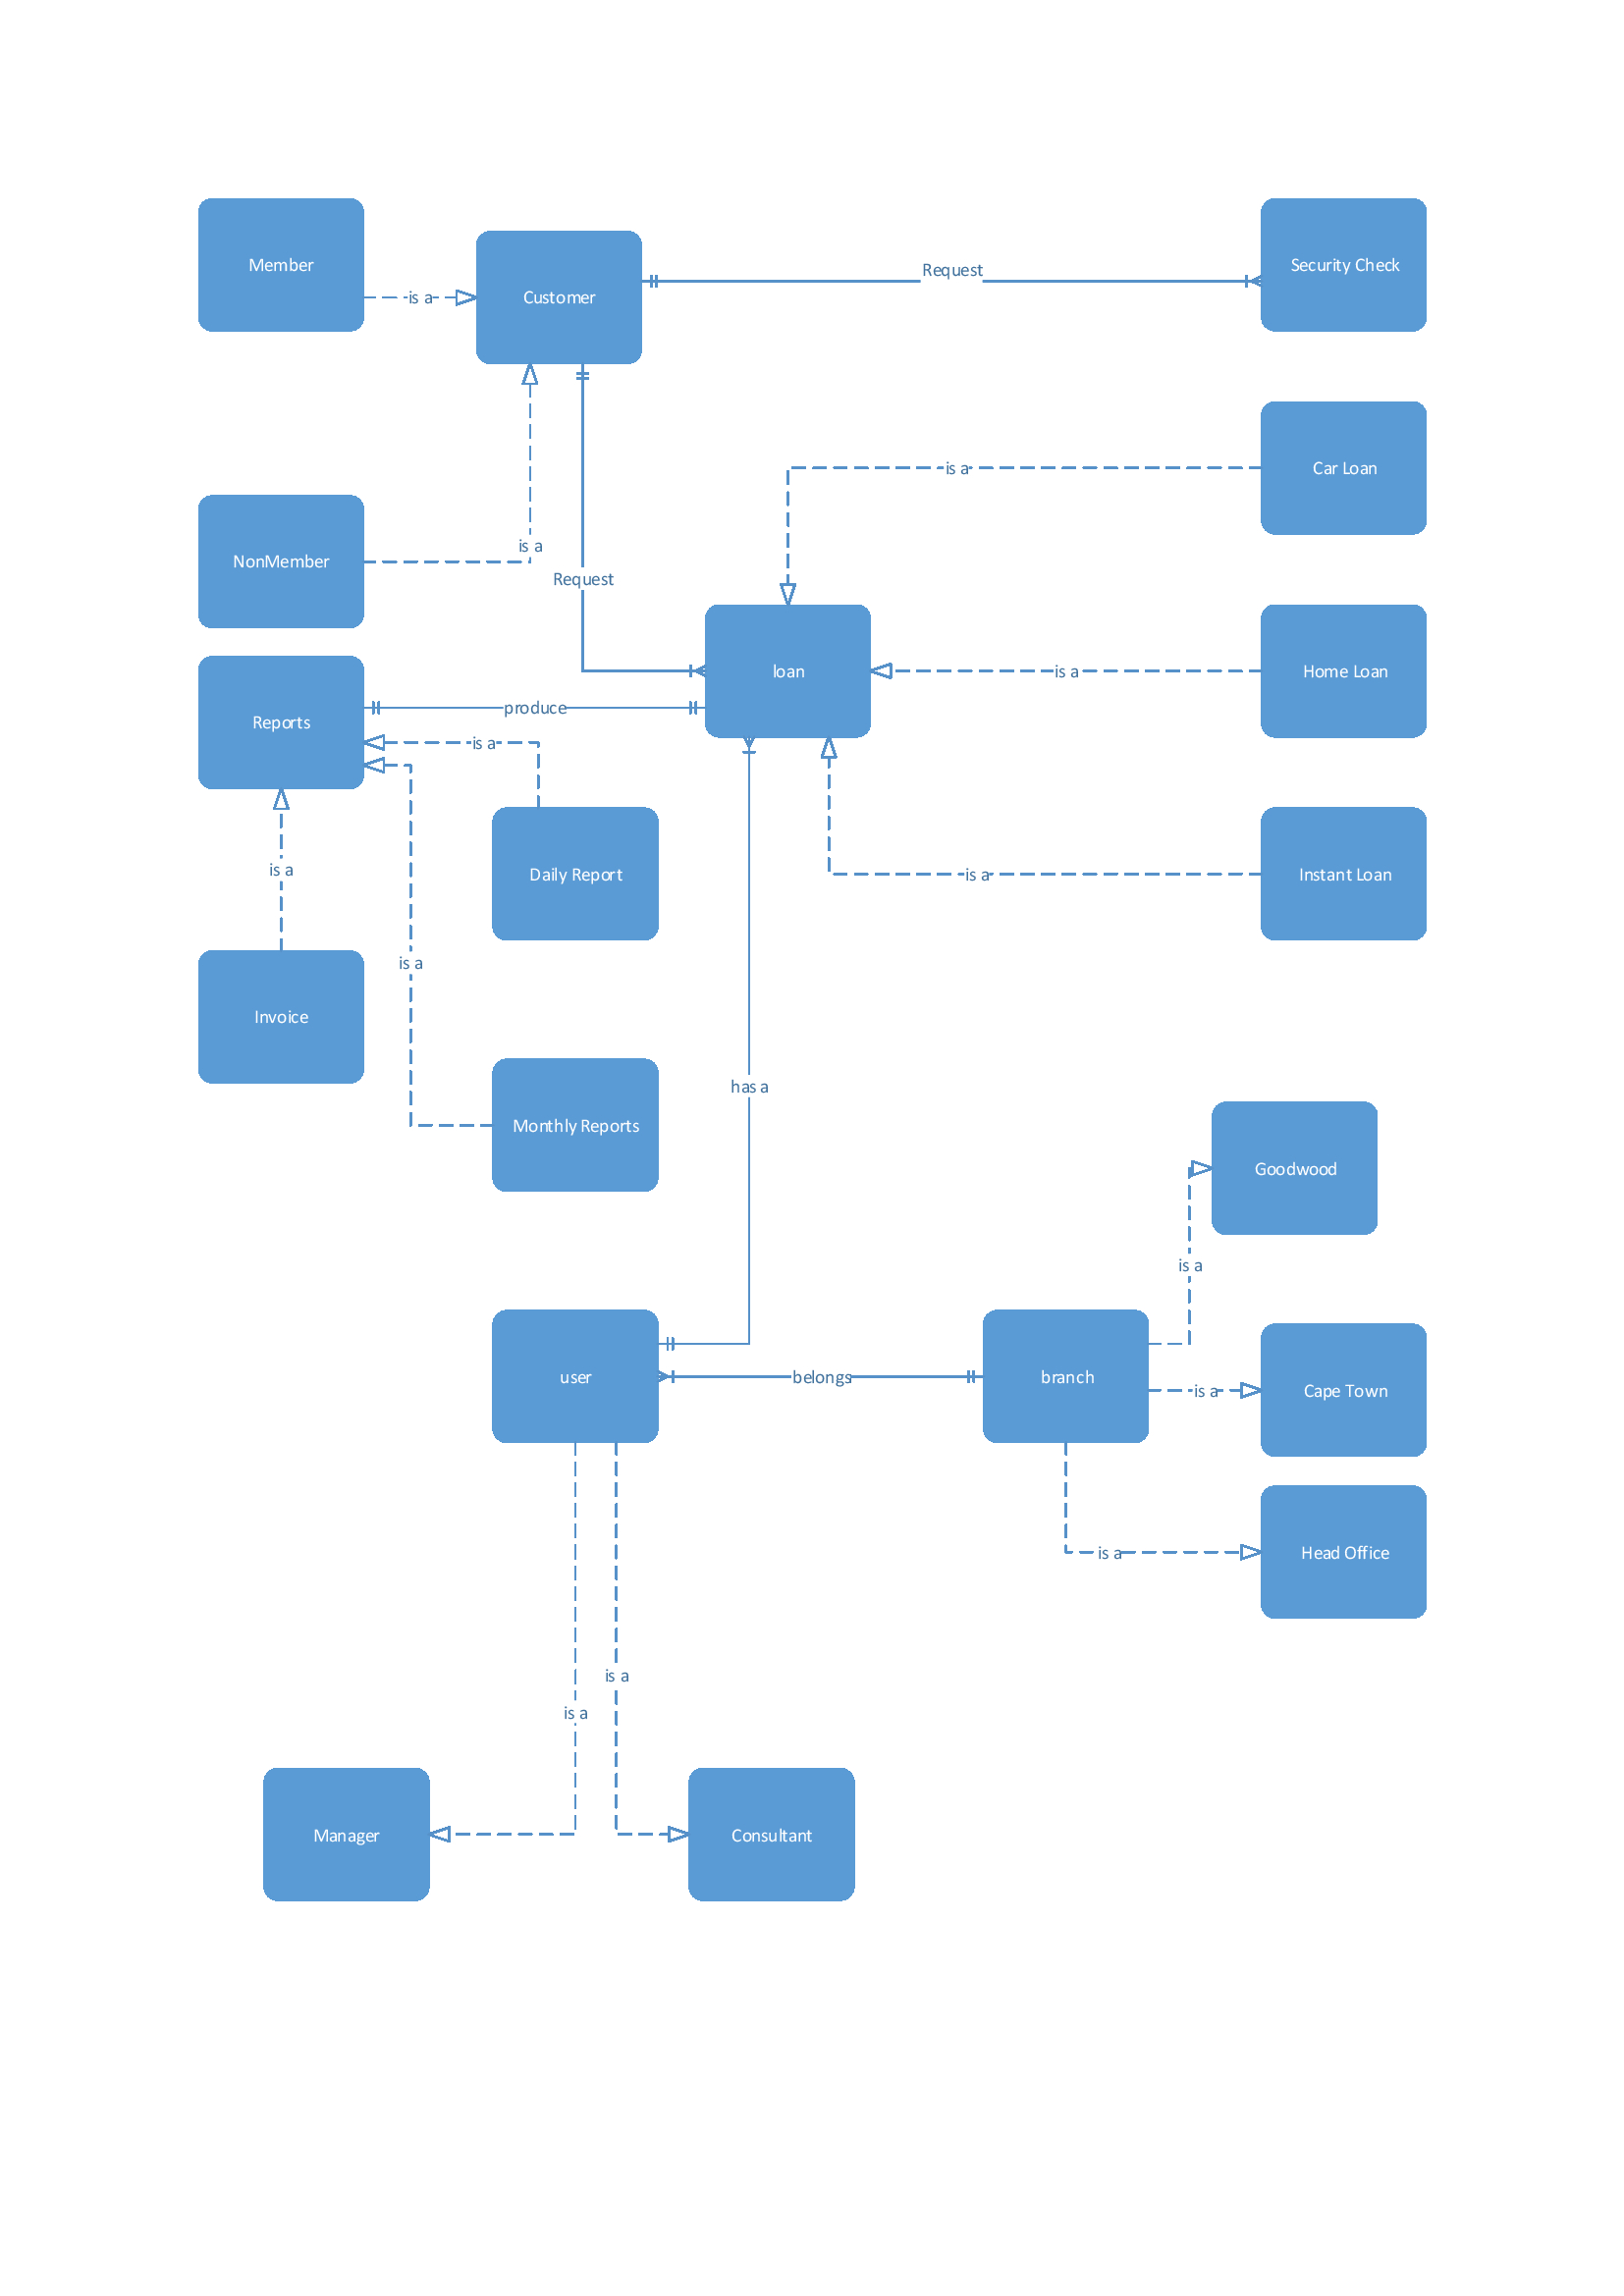 Member
Customer
Request
Security Check
is a
Car Loan
is a
NonMember
is a
Request
loan
is a
Home Loan
Reports
produce
is a
Daily Report
is a
Instant Loan
is a
is a
Invoice
has a
Monthly Reports
Goodwood
is a
user
belongs
branch
is a
Cape Town
is a
Head Office
is a
is a
Manager
Consultant